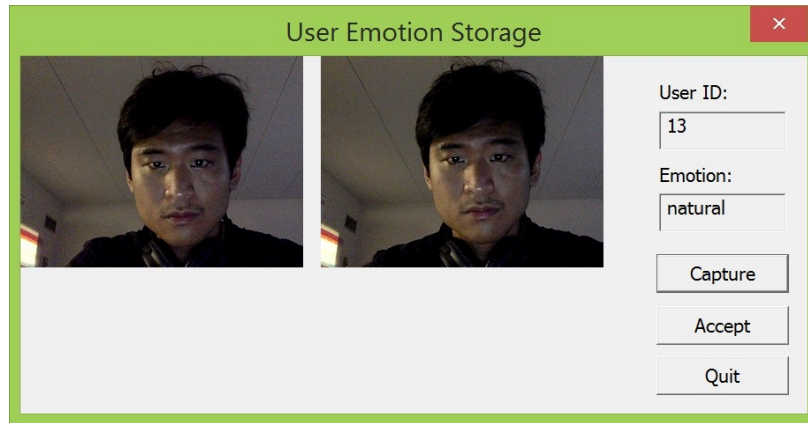 User Emotion Storage
User ID:
13
Emotion:
natural
Capture
Accept
Quit